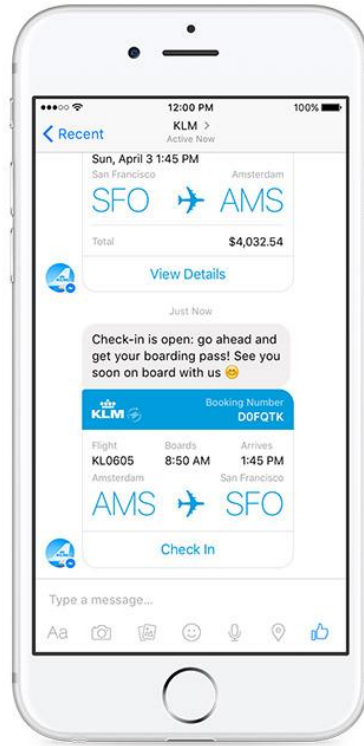 12:00 PM
100%
Recent
KLM >
Active Now
Sun, April 3 1:45 PM
San Francisco Amsterdam
SFO AMS
Total $4,032.54
View Details
Just Now
Check-in is open: go ahead and
get your boarding pass! See you
soon on board with us 😊
KLM
Booking Number
D0FQTK
Flight Boards Arrives
KL0605 8:50 AM 1:45 PM
Amsterdam San Francisco
AMS SFO
Check In
Type a message...
Aa